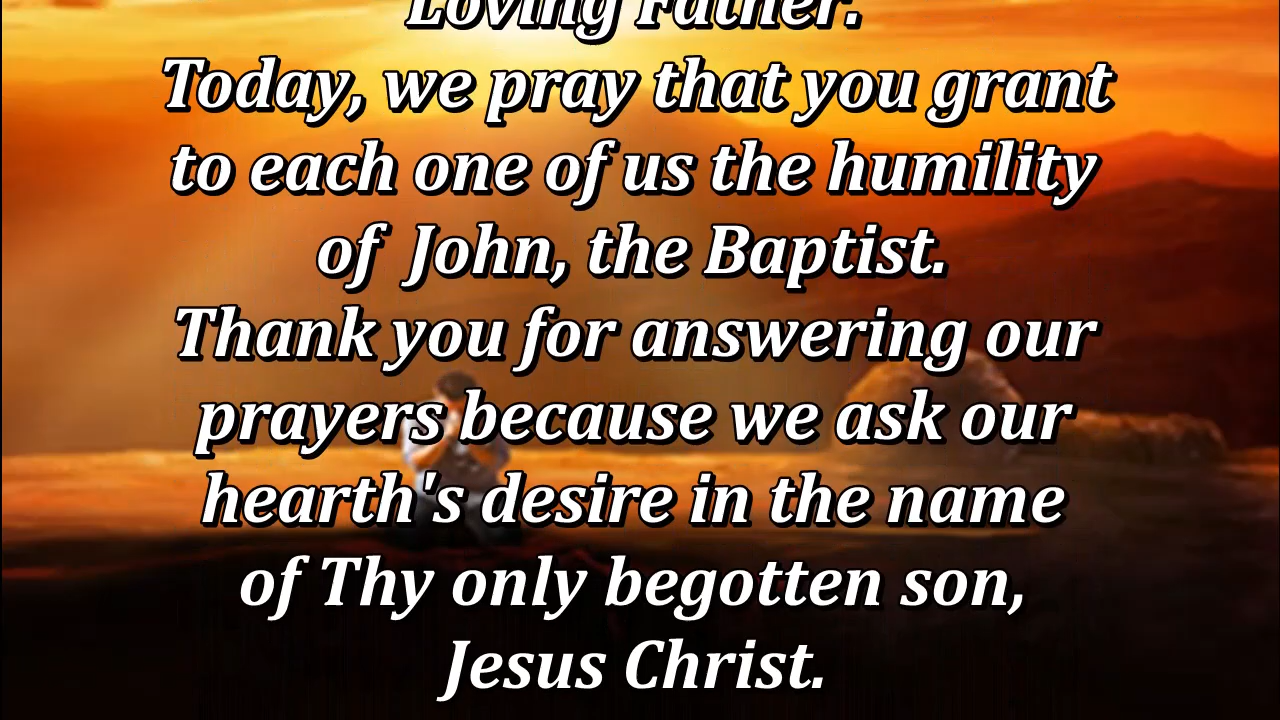 Loving Father.
Today, we pray that you grant
to each one of us the humility
of John, the Baptist.
Thank you for answering our
prayers because we ask our
hearth's desire in the name
of Thy only begotten son,
Jesus Christ.